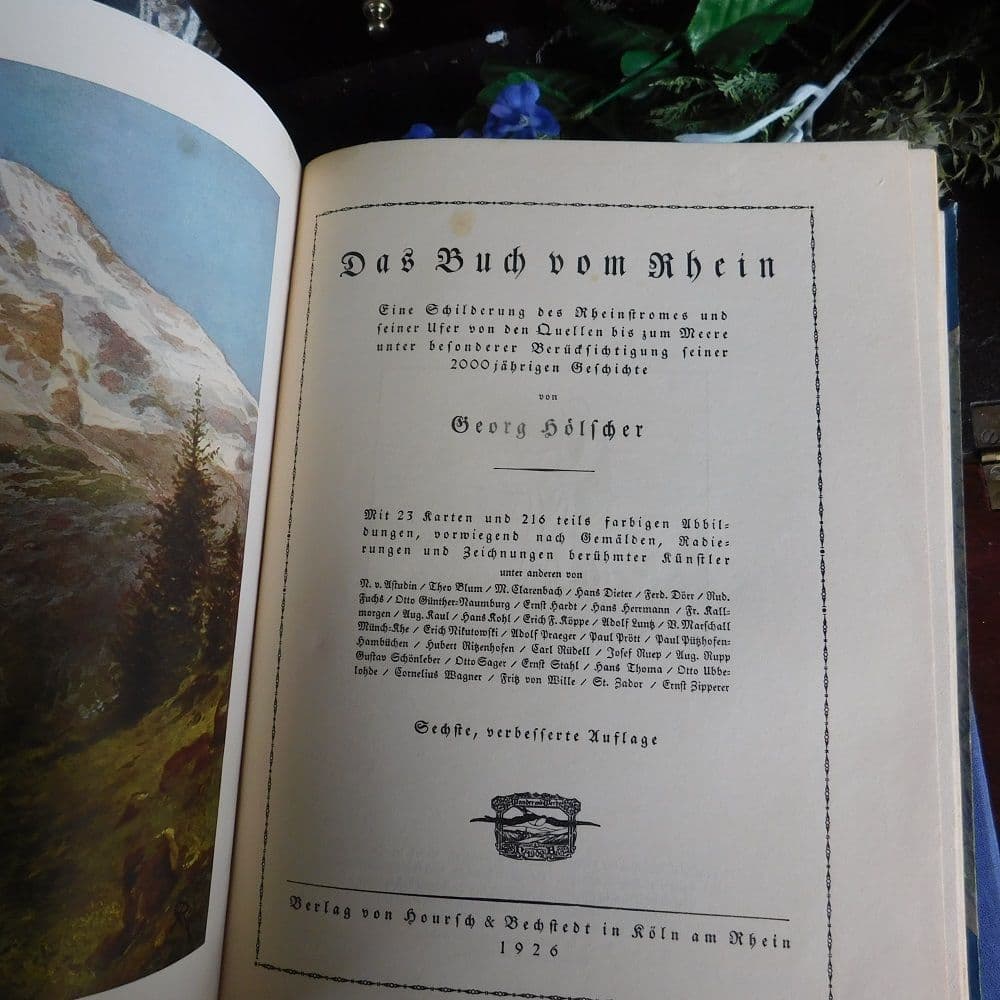 Das Buch vom Rhein
Eine Schilderung des Rheinstromes und
seiner Ufer von den Quellen bis zum Meere
unter besonderer Berücksichtigung seiner
2000jährigen Geschichte
von
Georg Hölscher
Mit 23 Karten und 216 teils farbigen Abbil-
dungen, vorwiegend nach Gemälden, Radie-
rungen und Zeichnungen berühmter Künstler
unter anderen von
N. v. Astudin / Theo Blum / M. Clarenbach / Hans Dieter / Ferd. Dörr / Rud.
Fuchs / Otto Günther-Naumburg / Ernst Hardt / Hans Herrmann / Fr. Kall-
morgen / Aug. Kaul / Hans Kohl / Erich F. Köppe / Adolf Luntz / V. Marschall
Münch-Khe / Erich Nikutowski / Adolf Praeger / Paul Prött / Paul Pützhofen-
Hambüchen / Hubert Ritzenhofen / Carl Rüdell / Josef Ruep / Aug. Rupp
Gustav Schönleber / Otto Sager / Ernst Stahl / Hans Thoma / Otto Ubbe-
lohde / Cornelius Wagner / Fritz von Wille / St. Zador / Ernst Zipperer
Sechste, verbesserte Auflage
Verlag von Hoursch & Bechstedt in Köln am Rhein
1926